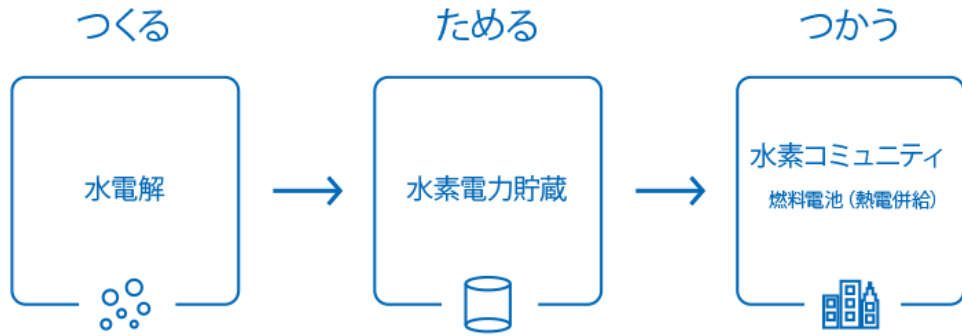 つくる
ためる
つかう
水電解
水素電力貯蔵
水素コミュニティ
燃料電池（熱電併給）